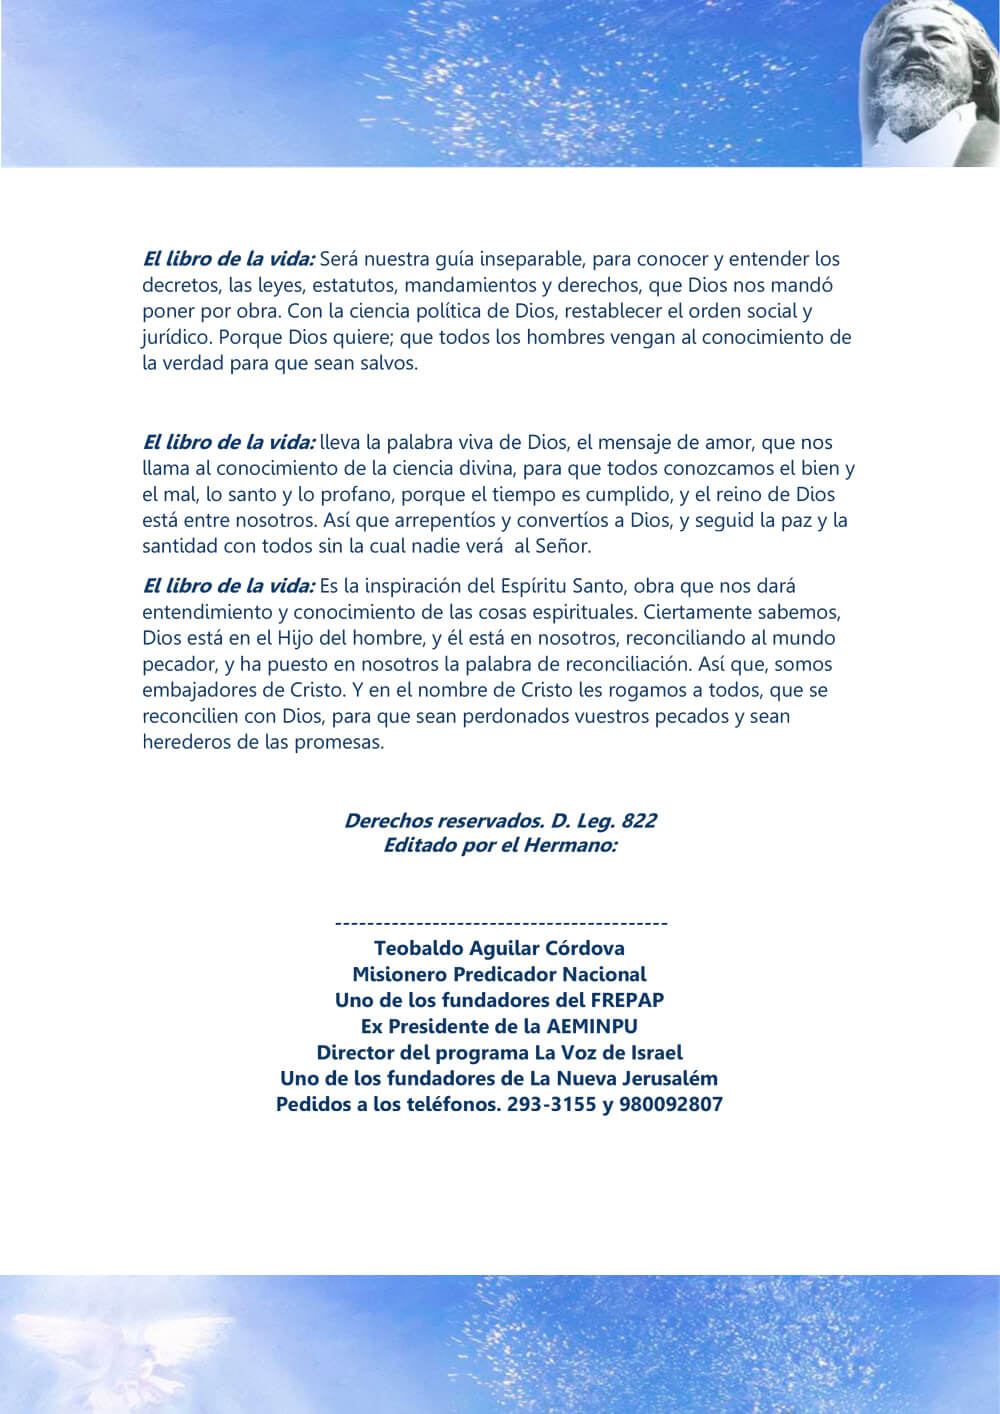 El libro de la vida: Será nuestra guía inseparable, para conocer y entender los
decretos, las leyes, estatutos, mandamientos y derechos, que Dios nos mandó
poner por obra. Con la ciencia política de Dios, restablecer el orden social y
jurídico. Porque Dios quiere; que todos los hombres vengan al conocimiento de
la verdad para que sean salvos.
El libro de la vida: lleva la palabra viva de Dios, el mensaje de amor, que nos
llama al conocimiento de la ciencia divina, para que todos conozcamos el bien y
el mal, lo santo y lo profano, porque el tiempo es cumplido, y el reino de Dios
está entre nosotros. Así que arrepentíos y convertíos a Dios, y seguid la paz y la
santidad con todos sin la cual nadie verá  al Señor.
El libro de la vida: Es la inspiración del Espíritu Santo, obra que nos dará
entendimiento y conocimiento de las cosas espirituales. Ciertamente sabemos,
Dios está en el Hijo del hombre, y él está en nosotros, reconciliando al mundo
pecador, y ha puesto en nosotros la palabra de reconciliación. Así que, somos
embajadores de Cristo. Y en el nombre de Cristo les rogamos a todos, que se
reconcilien con Dios, para que sean perdonados vuestros pecados y sean
herederos de las promesas.
Derechos reservados. D. Leg. 822
Editado por el Hermano:
-----------------------------------------
Teobaldo Aguilar Córdova
Misionero Predicador Nacional
Uno de los fundadores del FREPAP
Ex Presidente de la AEMINPU
Director del programa La Voz de Israel
Uno de los fundadores de La Nueva Jerusalém
Pedidos a los teléfonos. 293-3155 y 980092807